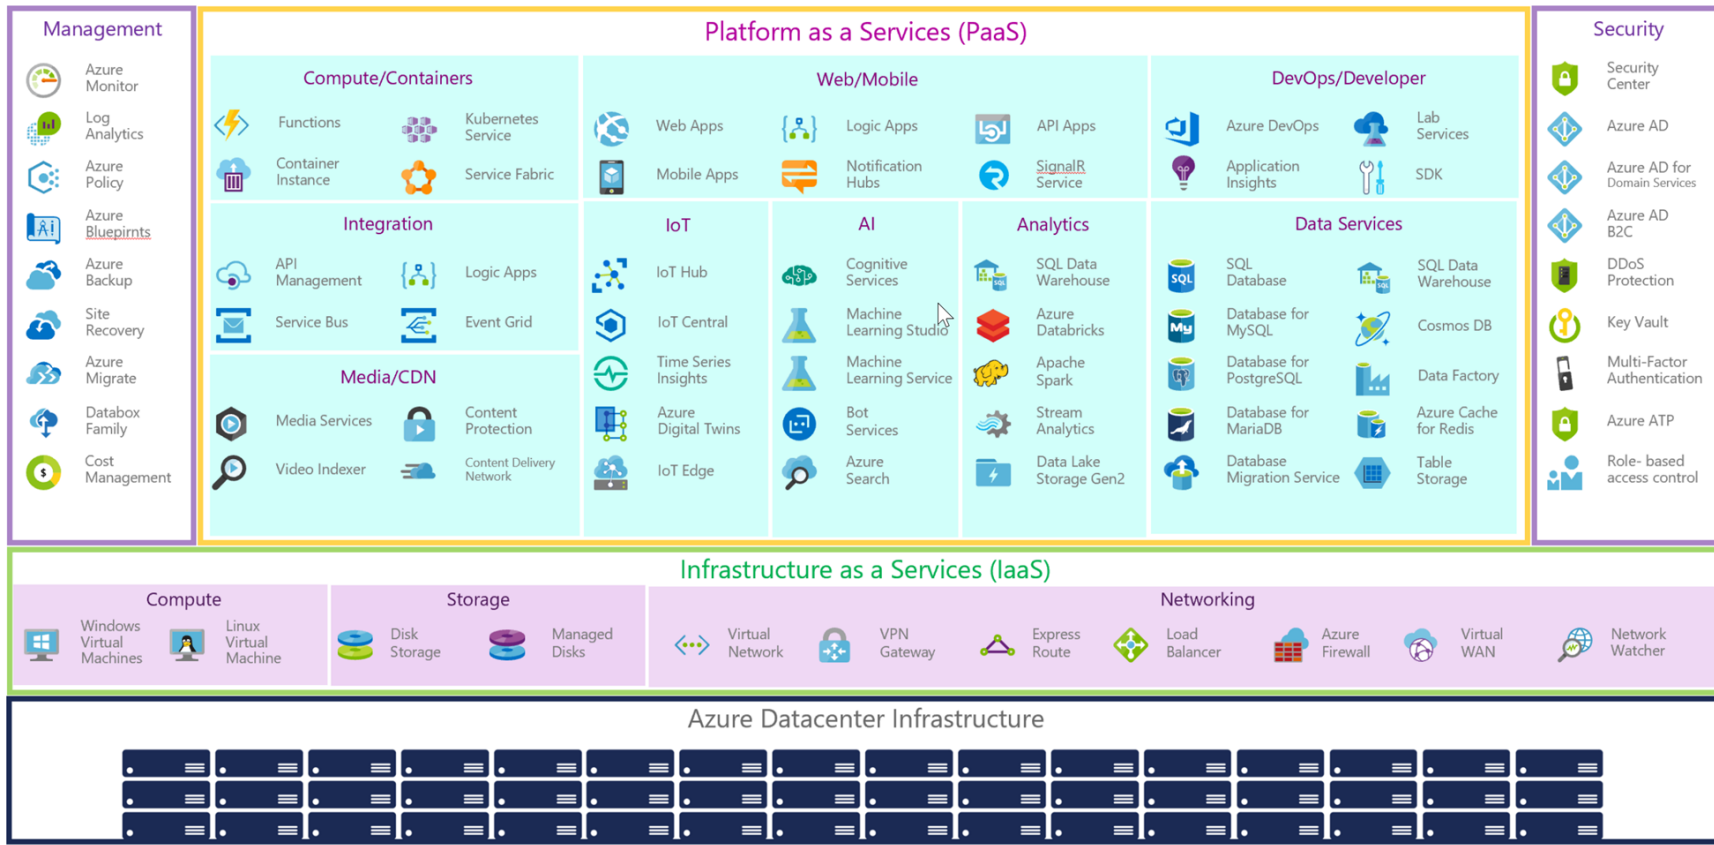 Management
Azure
Monitor
Log
Analytics
Azure
Policy
Azure
Bluepirnts
Azure
Backup
Site
Recovery
Azure
Migrate
Databox
Family
Cost
Management
Platform as a Services (PaaS)
Compute/Containers
Functions
Kubernetes
Service
Container
Instance
Service Fabric
Web/Mobile
Web Apps
Logic Apps
API Apps
Mobile Apps
Notification
Hubs
SignalR
Service
DevOps/Developer
Azure DevOps
Lab
Services
Application
Insights
SDK
Integration
API
Management
Logic Apps
Service Bus
Event Grid
Media/CDN
Media Services
Content
Protection
Video Indexer
Content Delivery
Network
IoT
IoT Hub
IoT Central
Time Series
Insights
Azure
Digital Twins
IoT Edge
AI
Cognitive
Services
Machine
Learning Studio
Machine
Learning Service
Bot
Services
Azure
Search
Analytics
SQL Data
Warehouse
Azure
Databricks
Apache
Spark
Stream
Analytics
Data Lake
Storage Gen2
Data Services
SQL
SQL
Database
SQL
SQL Data
Warehouse
My
Database for
MySQL
Cosmos DB
Database for
PostgreSQL
Data Factory
Database for
MariaDB
Azure Cache
for Redis
Database
Migration Service
Table
Storage
Security
Security
Center
Azure AD
Azure AD for
Domain Services
Azure AD
B2C
DDoS
Protection
Key Vault
Multi-Factor
Authentication
Azure ATP
Role- based
access control
Infrastructure as a Services (IaaS)
Compute
Windows
Virtual
Machines
Linux
Virtual
Machine
Storage
Disk
Storage
Managed
Disks
Networking
Virtual
Network
VPN
Gateway
Express
Route
Load
Balancer
Azure
Firewall
Virtual
WAN
Network
Watcher
Azure Datacenter Infrastructure